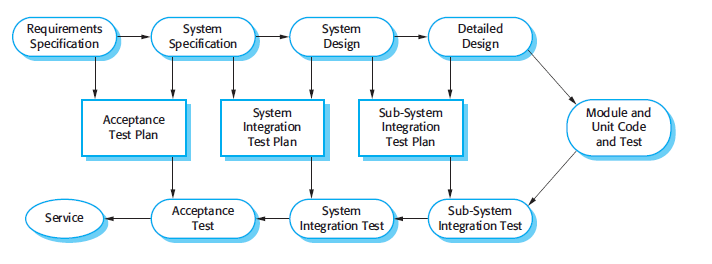 Requirements
Specification
System
Specification
System
Design
Detailed
Design
Acceptance
Test Plan
System
Integration
Test Plan
Sub-System
Integration
Test Plan
Module and
Unit Code
and Test
Service
Acceptance
Test
System
Integration Test
Sub-System
Integration Test